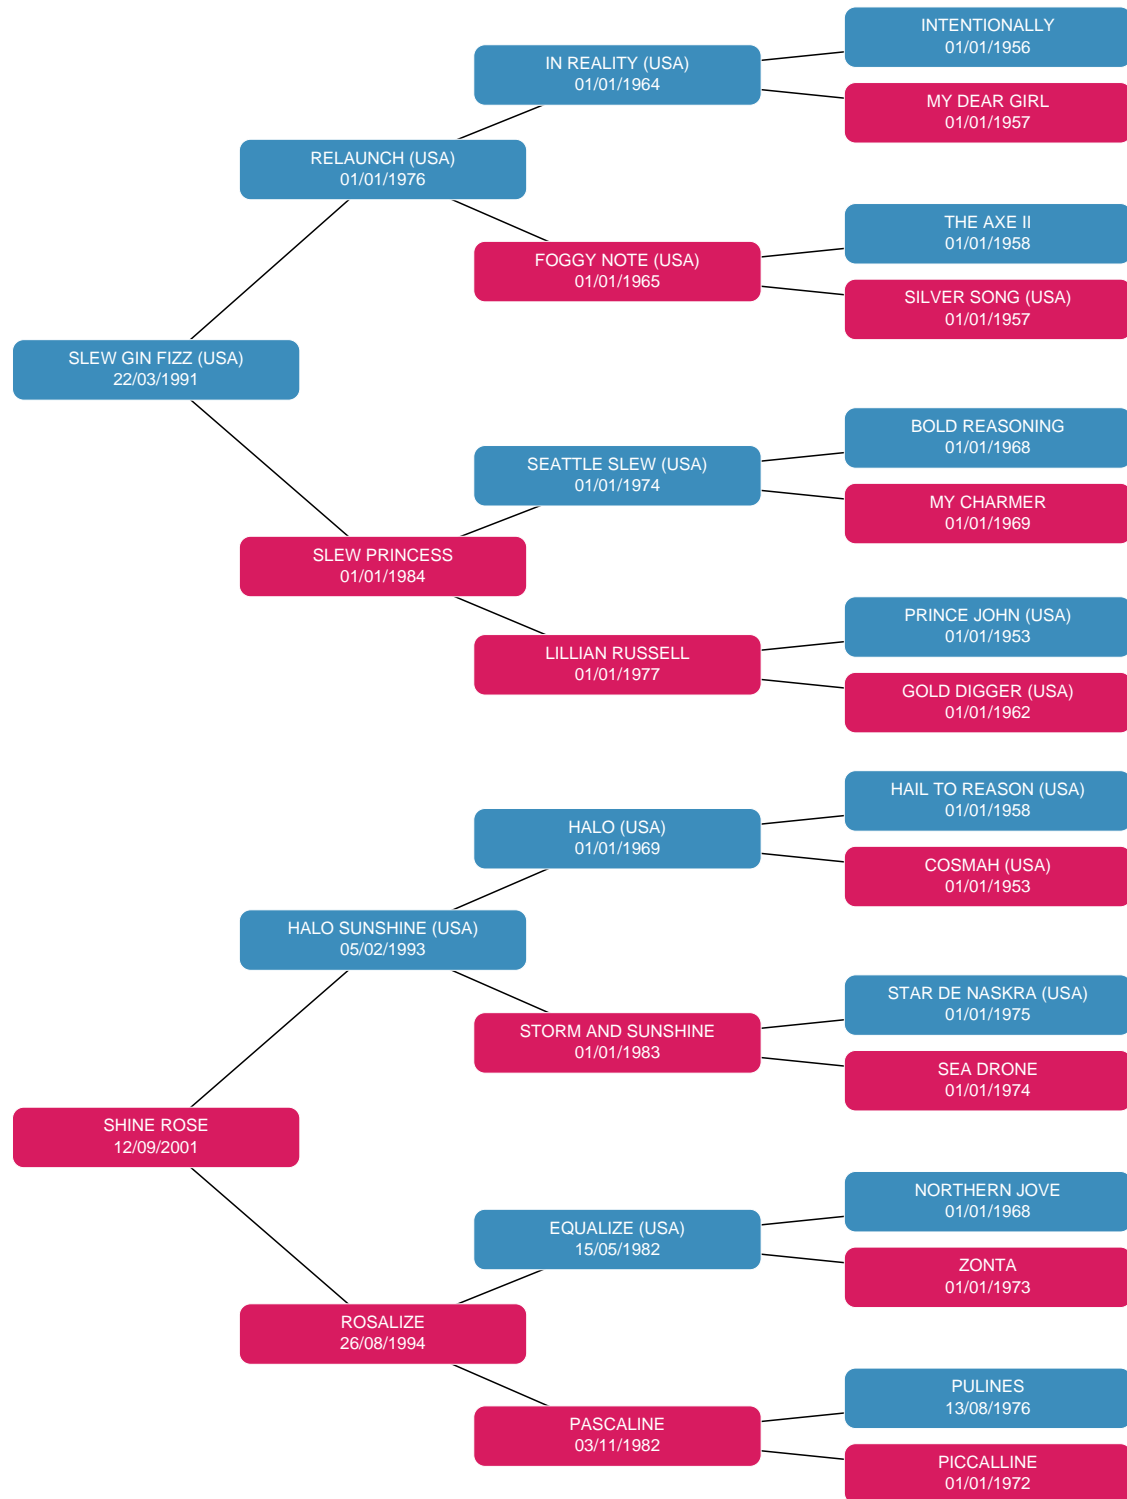 INTENTIONALLY
01/01/1956
IN REALITY (USA)
01/01/1964
MY DEAR GIRL
01/01/1957
RELAUNCH (USA)
01/01/1976
THE AXE II
01/01/1958
FOGGY NOTE (USA)
01/01/1965
SILVER SONG (USA)
01/01/1957
SLEW GIN FIZZ (USA)
22/03/1991
BOLD REASONING
01/01/1968
SEATTLE SLEW (USA)
01/01/1974
MY CHARMER
01/01/1969
SLEW PRINCESS
01/01/1984
PRINCE JOHN (USA)
01/01/1953
LILLIAN RUSSELL
01/01/1977
GOLD DIGGER (USA)
01/01/1962
HAIL TO REASON (USA)
01/01/1958
HALO (USA)
01/01/1969
COSMAH (USA)
01/01/1953
HALO SUNSHINE (USA)
05/02/1993
STAR DE NASKRA (USA)
01/01/1975
STORM AND SUNSHINE
01/01/1983
SEA DRONE
01/01/1974
SHINE ROSE
12/09/2001
NORTHERN JOVE
01/01/1968
EQUALIZE (USA)
15/05/1982
ZONTA
01/01/1973
ROSALIZE
26/08/1994
PULINES
13/08/1976
PASCALINE
03/11/1982
PICCALLINE
01/01/1972